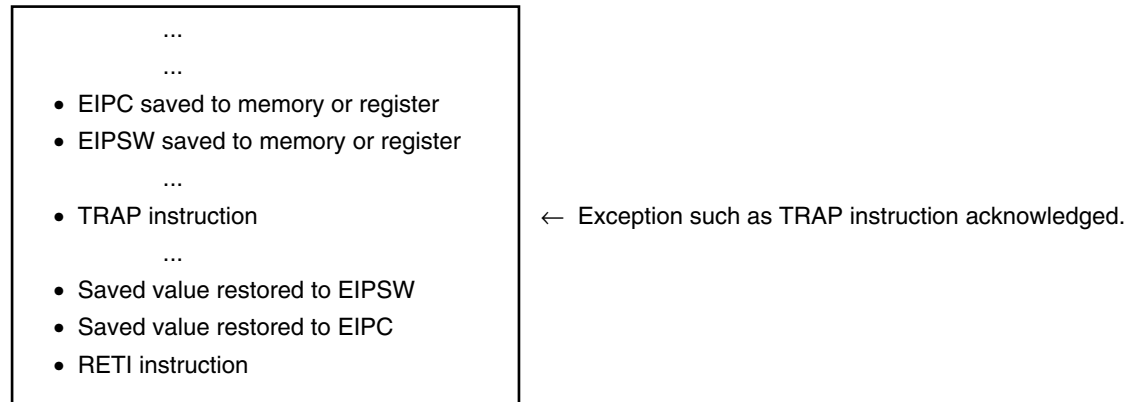 ...
...
• EIPC saved to memory or register
• EIPSW saved to memory or register
...
• TRAP instruction ← Exception such as TRAP instruction acknowledged.
...
• Saved value restored to EIPSW
• Saved value restored to EIPC
• RETI instruction